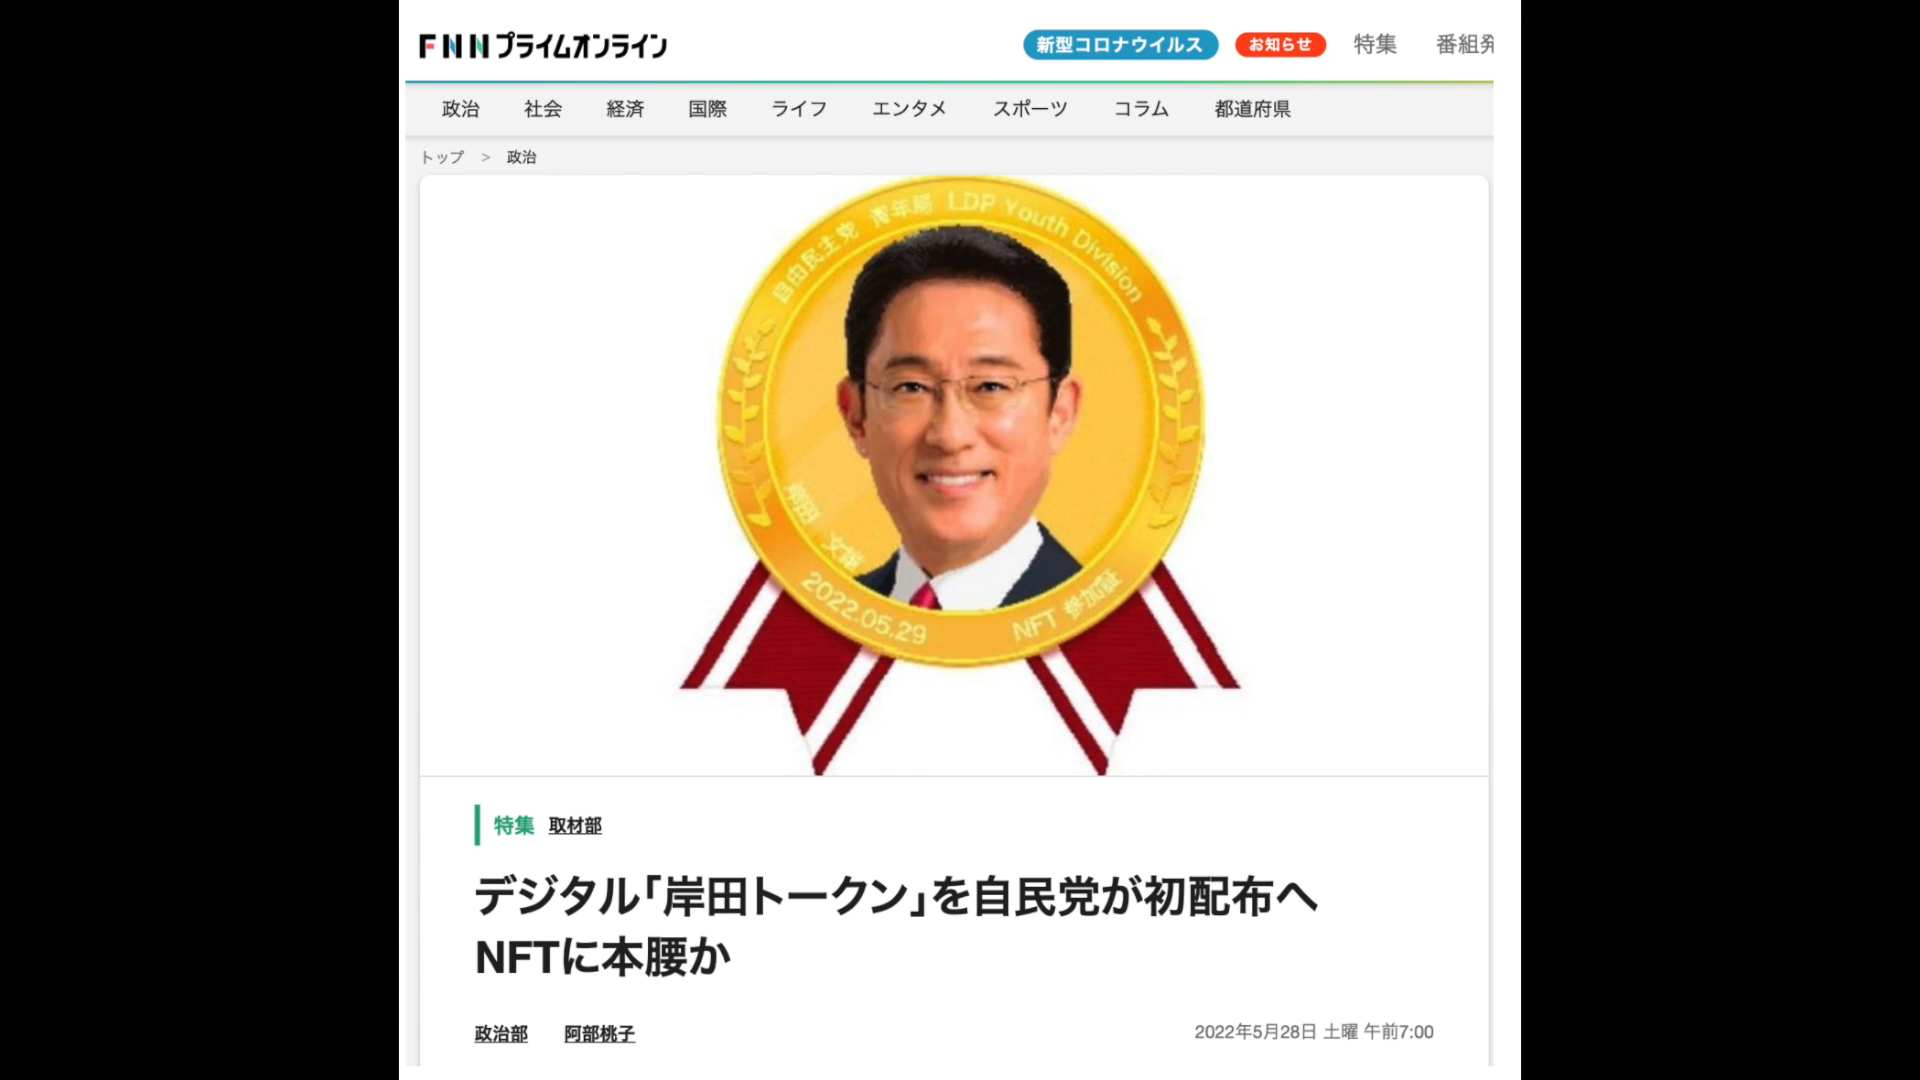 FNNプライムオンライン
新型コロナウイルス お知らせ 特集 番組発
政治 社会 経済 国際 ライフ エンタメ スポーツ コラム 都道府県
トップ > 政治
自由民主党 青年局 LDP Youth Division
岸田 文雄
2022.05.29 NFT 参加証
特集 取材部
デジタル「岸田トークン」を自民党が初配布へ
NFTに本腰か
政治部 阿部桃子
2022年5月28日 土曜 午前7:00